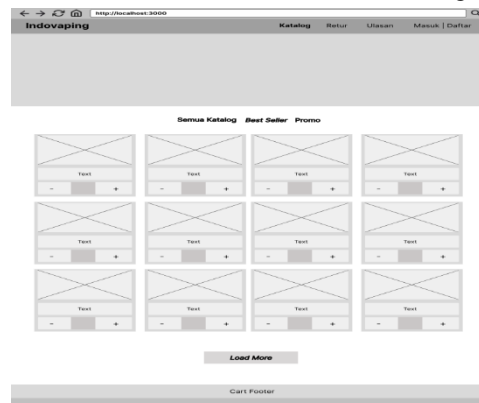 http://localhost:3000
Indovaping Katalog Retur Ulasan Masuk | Daftar
Semua Katalog Best Seller Promo
Text Text Text Text
- + - + - + - +
Text Text Text Text
- + - + - + - +
Text Text Text Text
- + - + - + - +
Load More
Cart Footer